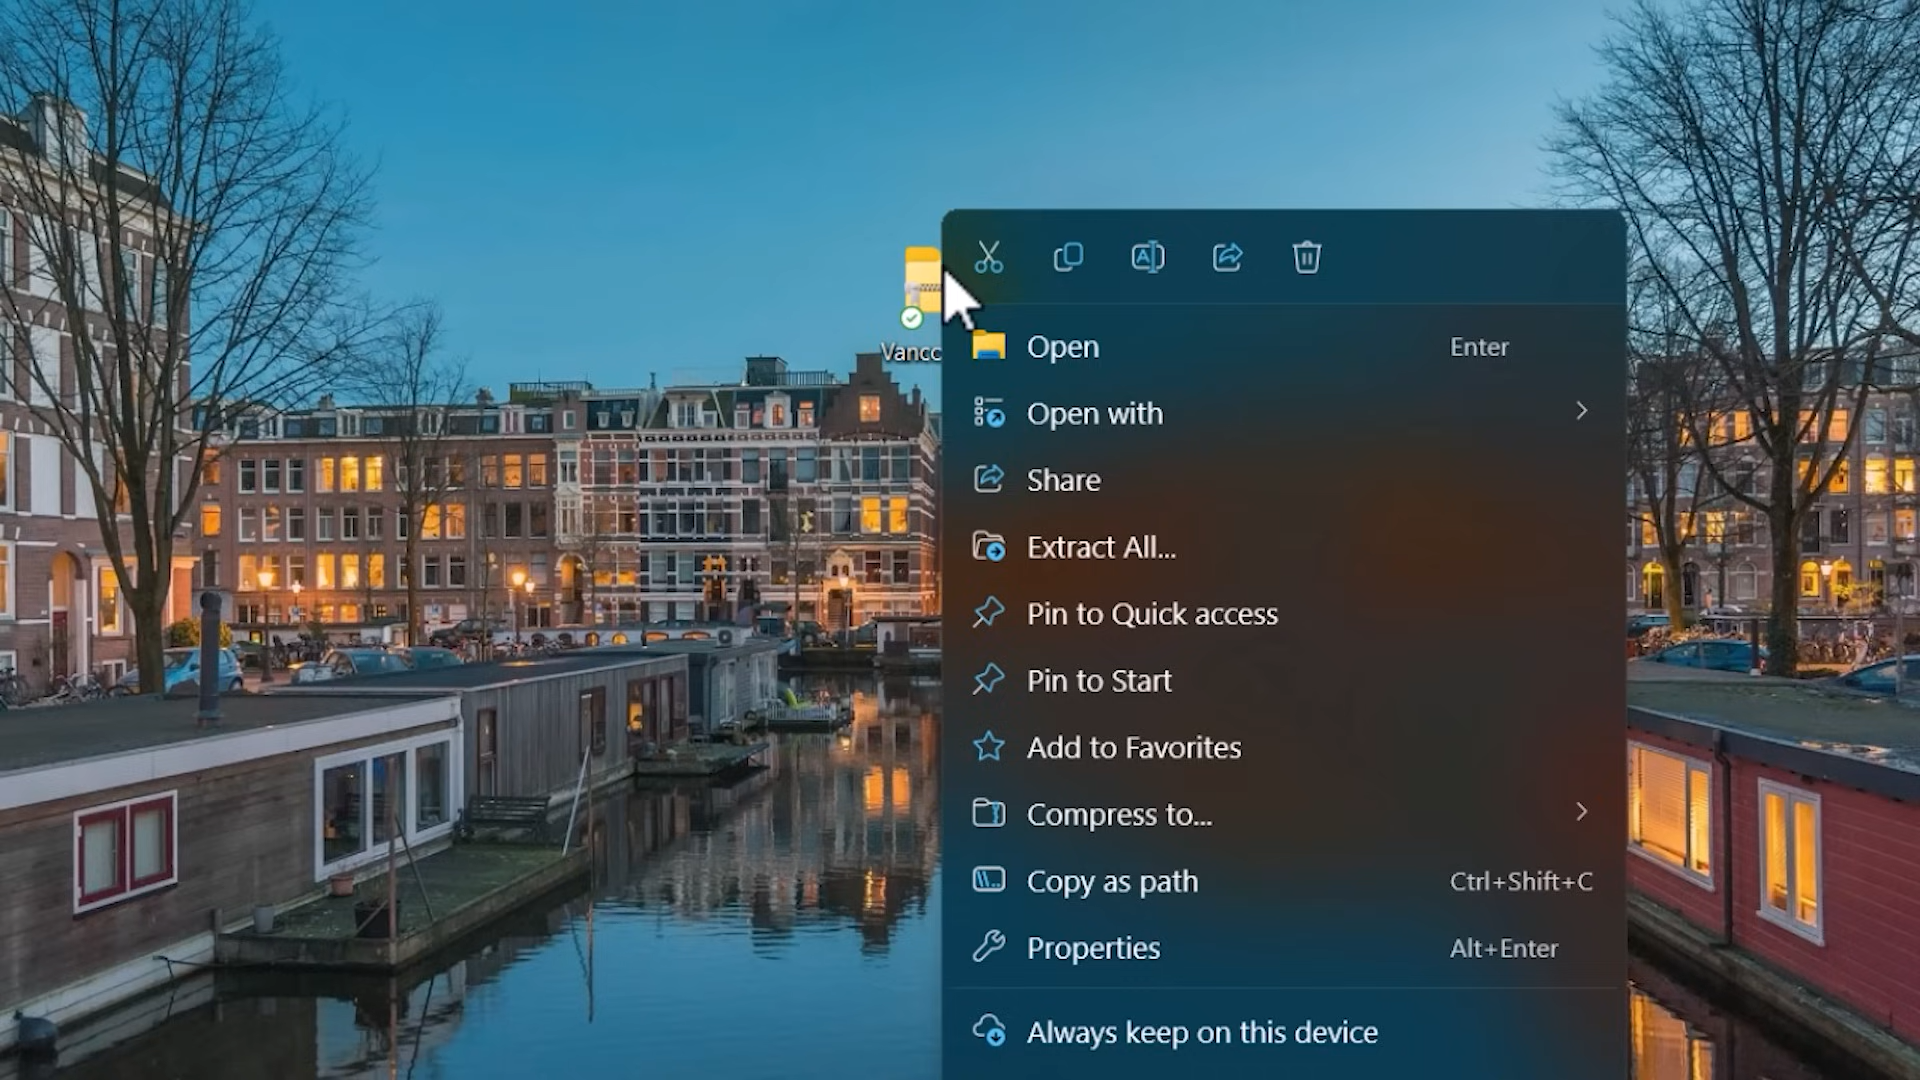 Vancc
Open Enter
Open with
Share
Extract All...
Pin to Quick access
Pin to Start
Add to Favorites
Compress to...
Copy as path Ctrl+Shift+C
Properties Alt+Enter
Always keep on this device